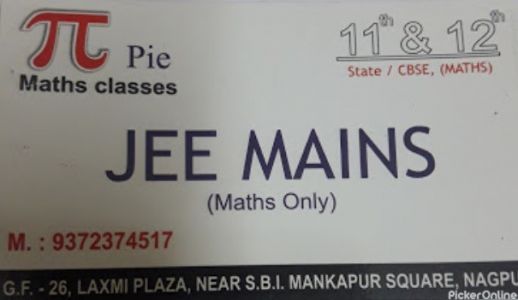 π Pie
Maths classes
11th & 12th
State / CBSE, (MATHS)
JEE MAINS
(Maths Only)
M. : 9372374517
G.F. - 26, LAXMI PLAZA, NEAR S.B.I. MANKAPUR SQUARE, NAGPU
PickerOnline